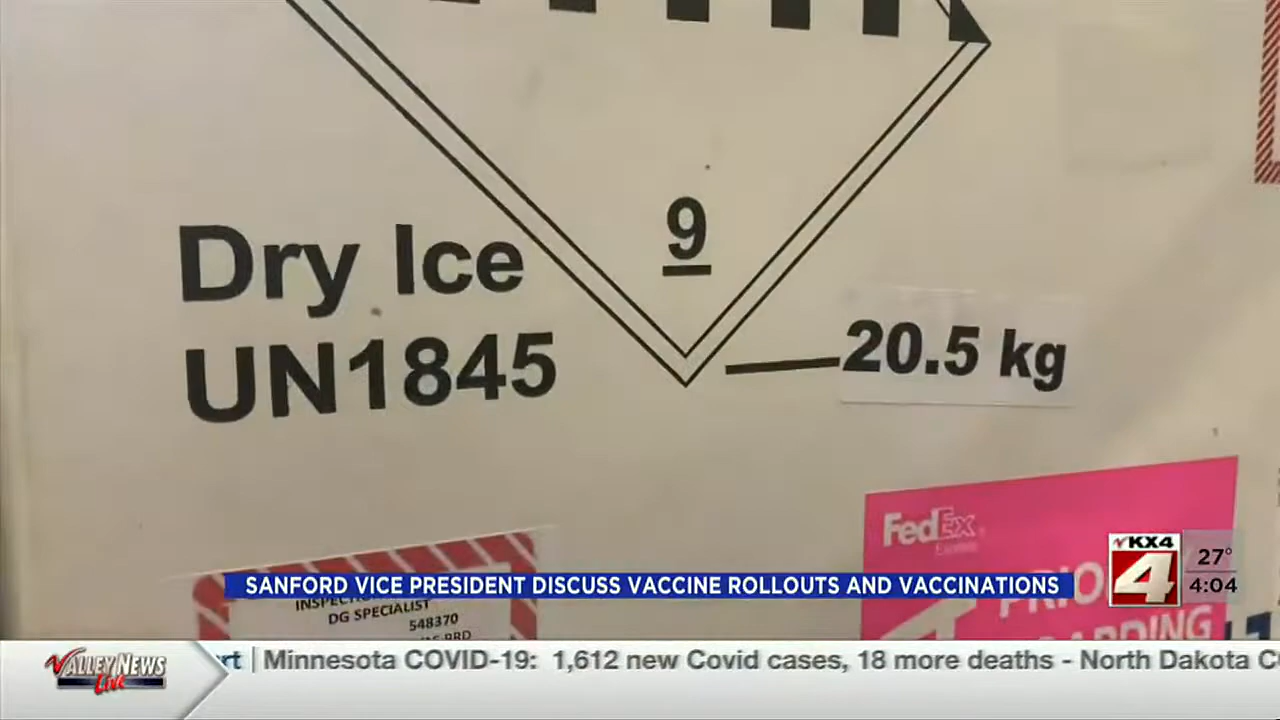 9
Dry Ice
UN1845
20.5 kg
FedEx
Express
DG SPECIALIST
548370
KX4
4
27°
4:04
SANFORD VICE PRESIDENT DISCUSS VACCINE ROLLOUTS AND VACCINATIONS
VALLEY NEWS
Live
rt | Minnesota COVID-19: 1,612 new Covid cases, 18 more deaths - North Dakota C